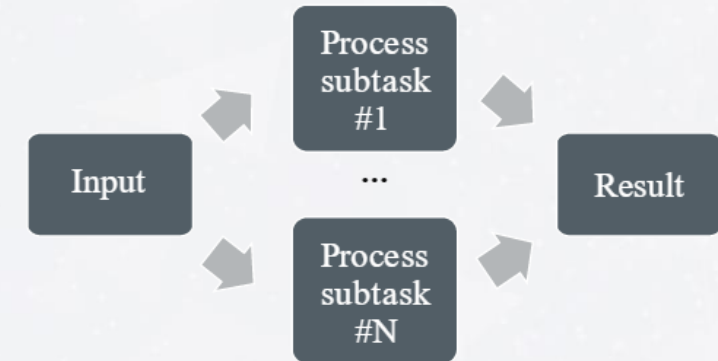 Process
subtask
#1
Input
...
Result
Process
subtask
#N